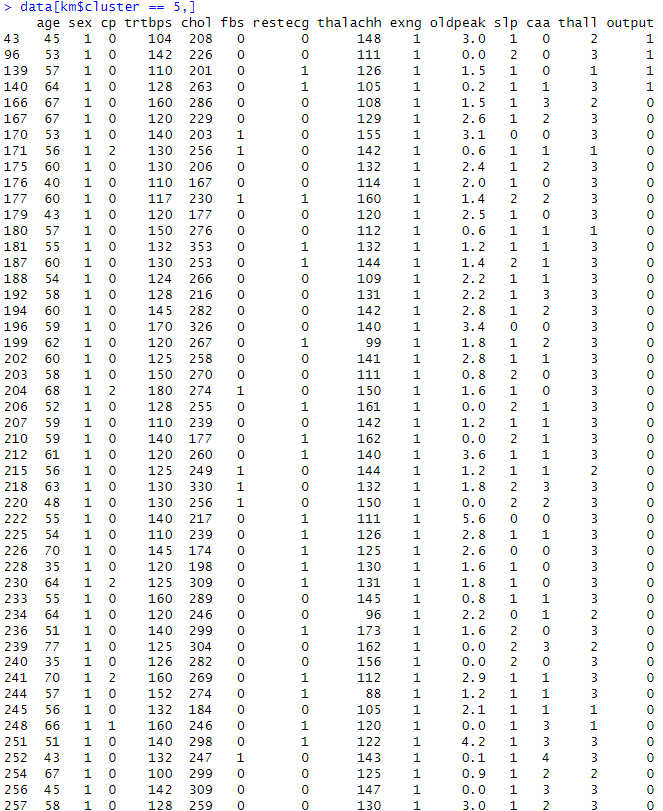 > data[km$cluster == 5,]
age sex cp trtbps chol fbs restecg thalachh exng oldpeak slp caa thall output
43 45 1 0 104 208 0 0 148 1 3.0 1 0 2 1
96 53 1 0 142 226 0 0 111 1 0.0 2 0 3 1
139 57 1 0 110 201 0 1 126 1 1.5 1 0 1 1
140 64 1 0 128 263 0 1 105 1 0.2 1 1 3 1
166 67 1 0 160 286 0 0 108 1 1.5 1 3 2 0
167 67 1 0 120 229 0 0 129 1 2.6 1 2 3 0
170 53 1 0 140 203 1 0 155 1 3.1 0 0 3 0
171 56 1 2 130 256 1 0 142 1 0.6 1 1 1 0
175 60 1 0 130 206 0 0 132 1 2.4 1 2 3 0
176 40 1 0 110 167 0 0 114 1 2.0 1 0 3 0
177 60 1 0 117 230 1 1 160 1 1.4 2 2 3 0
179 43 1 0 120 177 0 0 120 1 2.5 1 0 3 0
180 57 1 0 150 276 0 0 112 1 0.6 1 1 1 0
181 55 1 0 132 353 0 1 132 1 1.2 1 1 3 0
187 60 1 0 130 253 0 1 144 1 1.4 2 1 3 0
188 54 1 0 124 266 0 0 109 1 2.2 1 1 3 0
192 58 1 0 128 216 0 0 131 1 2.2 1 3 3 0
194 60 1 0 145 282 0 0 142 1 2.8 1 2 3 0
196 59 1 0 170 326 0 0 140 1 3.4 0 0 3 0
199 62 1 0 120 267 0 1 99 1 1.8 1 2 3 0
202 60 1 0 125 258 0 0 141 1 2.8 1 1 3 0
203 58 1 0 150 270 0 0 111 1 0.8 2 0 3 0
204 68 1 2 180 274 1 0 150 1 1.6 1 0 3 0
206 52 1 0 128 255 0 1 161 1 0.0 2 1 3 0
207 59 1 0 110 239 0 0 142 1 1.2 1 1 3 0
210 59 1 0 140 177 0 1 162 1 0.0 2 1 3 0
212 61 1 0 120 260 0 1 140 1 3.6 1 1 3 0
215 56 1 0 125 249 1 0 144 1 1.2 1 1 2 0
218 63 1 0 130 330 1 0 132 1 1.8 2 3 3 0
220 48 1 0 130 256 1 0 150 1 0.0 2 2 3 0
222 55 1 0 140 217 0 1 111 1 5.6 0 0 3 0
225 54 1 0 110 239 0 1 126 1 2.8 1 1 3 0
226 70 1 0 145 174 0 1 125 1 2.6 0 0 3 0
228 35 1 0 120 198 0 1 130 1 1.6 1 0 3 0
230 64 1 2 125 309 0 1 131 1 1.8 1 0 3 0
233 55 1 0 160 289 0 0 145 1 0.8 1 1 3 0
234 64 1 0 120 246 0 0 96 1 2.2 0 1 2 0
236 51 1 0 140 299 0 1 173 1 1.6 2 0 3 0
239 77 1 0 125 304 0 0 162 1 0.0 2 3 2 0
240 35 1 0 126 282 0 0 156 1 0.0 2 0 3 0
241 70 1 2 160 269 0 1 112 1 2.9 1 1 3 0
244 57 1 0 152 274 0 1 88 1 1.2 1 1 3 0
245 56 1 0 132 184 0 0 105 1 2.1 1 1 1 0
248 66 1 1 160 246 0 1 120 1 0.0 1 3 1 0
251 51 1 0 140 298 0 1 122 1 4.2 1 3 3 0
252 43 1 0 132 247 1 0 143 1 0.1 1 4 3 0
254 67 1 0 100 299 0 0 125 1 0.9 1 2 2 0
256 45 1 0 142 309 0 0 147 1 0.0 1 3 3 0
257 58 1 0 128 259 0 0 130 1 3.0 1 2 3 0